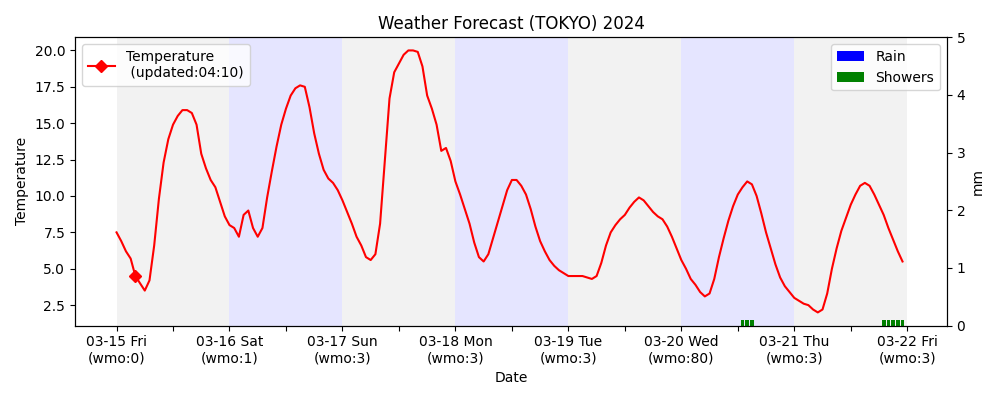 Weather Forecast (TOKYO) 2024
Temperature
(updated:04:10)
Rain
Showers
Temperature
20.0
17.5
15.0
12.5
10.0
7.5
5.0
2.5
5
4
3
2
1
0
mm
03-15 Fri
(wmo:0)
03-16 Sat
(wmo:1)
03-17 Sun
(wmo:3)
03-18 Mon
(wmo:3)
03-19 Tue
(wmo:3)
03-20 Wed
(wmo:80)
03-21 Thu
(wmo:3)
03-22 Fri
(wmo:3)
Date